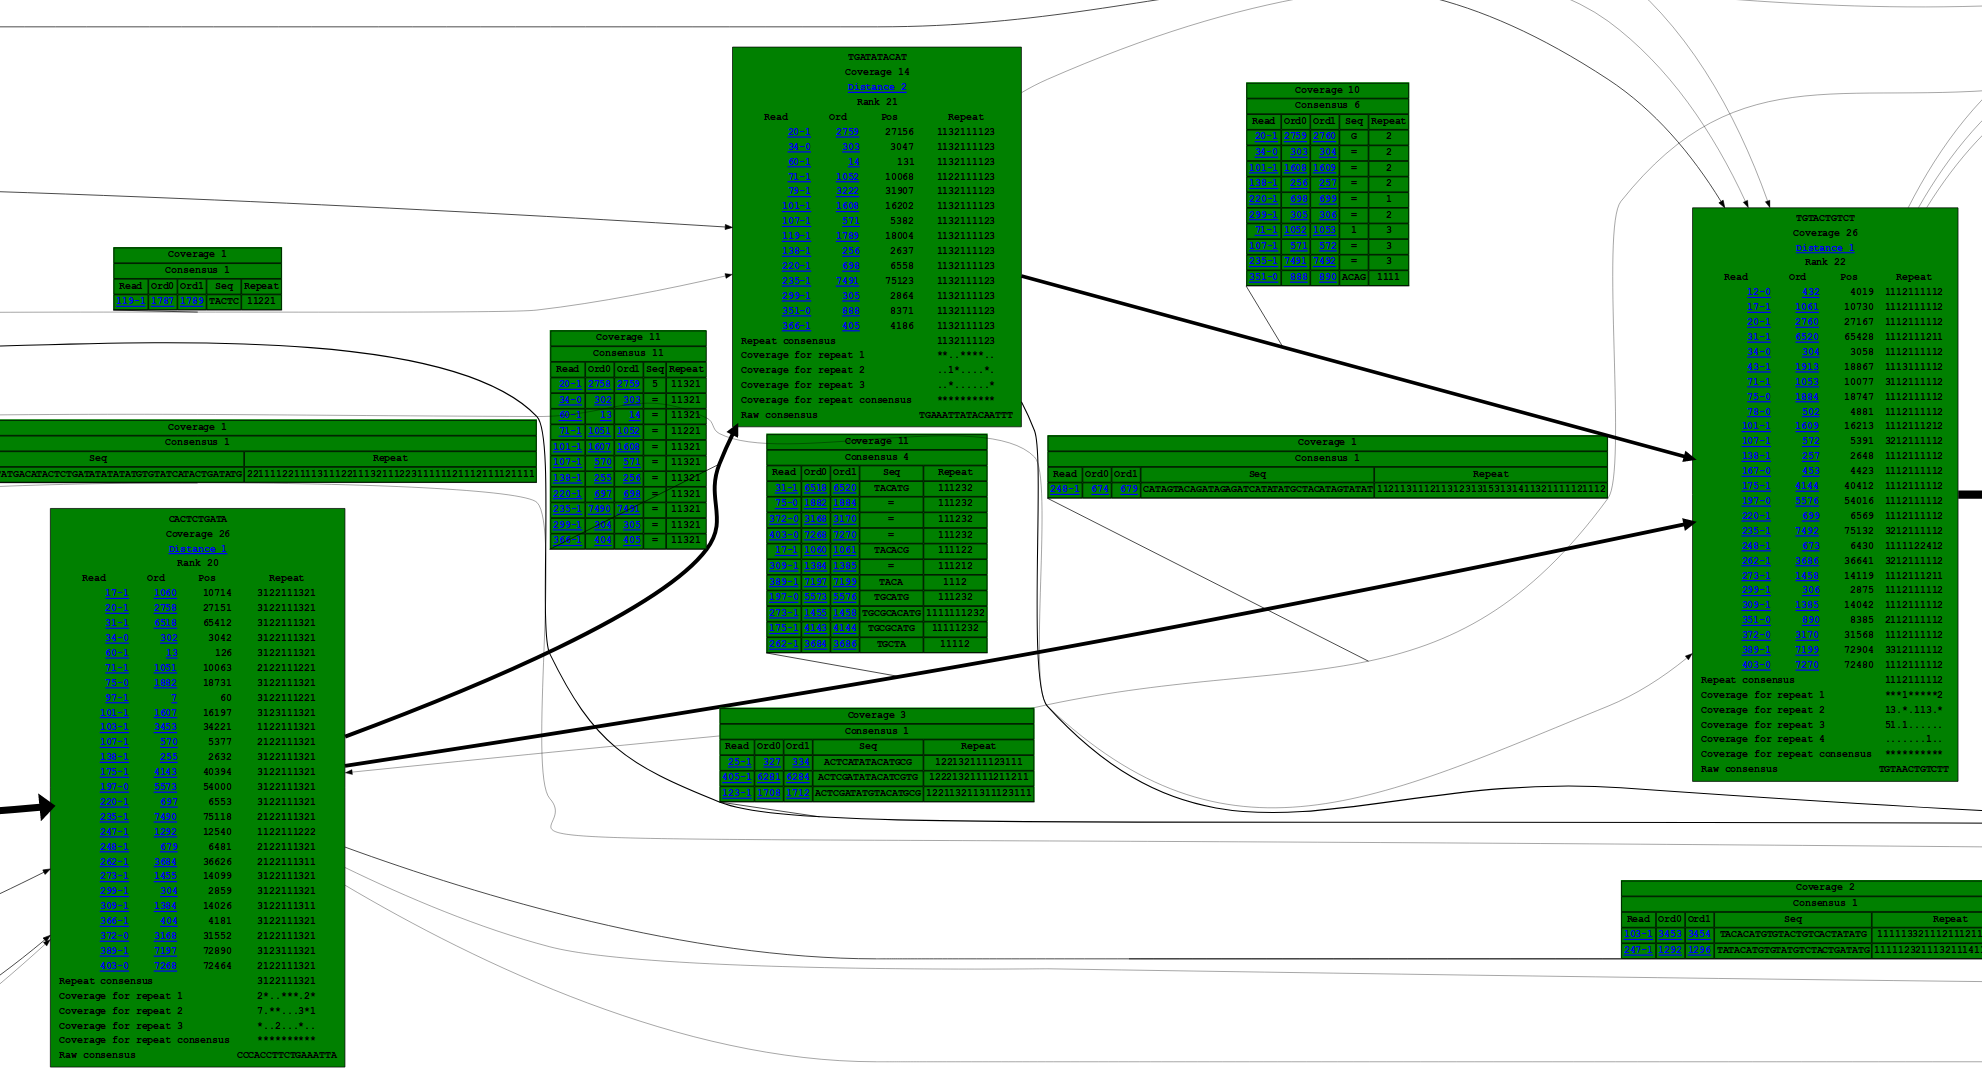 TGATATACAT
Coverage 14
Distance 2
Rank 21
Read Ord Pos Repeat
20-1 2759 27156 1132111123
34-0 303 3047 1132111123
60-1 14 131 1132111123
71-1 1052 10068 1122111123
79-1 3222 31907 1132111123
101-1 1608 16202 1132111123
107-1 571 5382 1132111123
119-1 1789 18004 1132111123
138-1 256 2637 1132111123
220-1 698 6558 1132111123
235-1 7491 75123 1132111123
299-1 305 2864 1132111123
351-0 888 8371 1132111123
366-1 405 4186 1132111123
Repeat consensus 1132111123
Coverage for repeat 1 **..****..
Coverage for repeat 2 ..1*....*.
Coverage for repeat 3 ..*......*
Coverage for repeat consensus **********
Raw consensus TGAAATTATACAATTT
Coverage 10
Consensus 6
Read Ord0 Ord1 Seq Repeat
20-1 2759 2760 G 2
34-0 303 304 = 2
101-1 1608 1609 = 2
138-1 256 257 = 2
220-1 698 699 = 1
299-1 305 306 = 2
71-1 1052 1053 1 3
107-1 571 572 = 3
235-1 7491 7492 = 3
351-0 888 890 ACAG 1111
TGTACTGTCT
Coverage 26
Distance 1
Rank 22
Read Ord Pos Repeat
12-0 432 4019 1112111112
17-1 1061 10730 1112111112
20-1 2760 27167 1112111112
31-1 6520 65428 1112111211
34-0 304 3058 1112111112
43-1 1913 18867 1113111112
71-1 1053 10077 3112111112
75-0 1884 18747 1112111112
78-0 502 4881 1112111112
101-1 1609 16213 1112111212
107-1 572 5391 3212111112
138-1 257 2648 1112111112
167-0 453 4423 1112111112
175-1 4144 40412 1112111112
197-0 5576 54016 1112111112
220-1 699 6569 1112111112
235-1 7492 75132 3212111112
248-1 673 6430 1111122412
262-1 3686 36641 3212111112
273-1 1458 14119 1112111211
299-1 306 2875 1112111112
309-1 1385 14042 1112111112
351-0 890 8385 2112111112
372-0 3170 31568 1112111112
389-1 7199 72904 3312111112
403-0 7270 72480 1112111112
Repeat consensus 1112111112
Coverage for repeat 1 ***1*****2
Coverage for repeat 2 13.*.113.*
Coverage for repeat 3 51.1......
Coverage for repeat 4 .......1..
Coverage for repeat consensus **********
Raw consensus TGTAACTGTCTT
Coverage 1
Consensus 1
Read Ord0 Ord1 Seq Repeat
119-1 1787 1789 TACTC 11221
Coverage 11
Consensus 11
Read Ord0 Ord1 Seq Repeat
20-1 2758 2759 5 11321
34-0 302 303 = 11321
60-1 13 14 = 11321
71-1 1051 1052 = 11221
101-1 1607 1608 = 11321
107-1 570 571 = 11321
138-1 255 256 = 11321
220-1 697 698 = 11321
235-1 7490 7491 = 11321
299-1 304 305 = 11321
366-1 404 405 = 11321
Coverage 1
Consensus 1
Seq Repeat
Coverage 11
Consensus 4
Read Ord0 Ord1 Seq Repeat
31-1 6518 6520 TACATG 111232
75-0 1882 1884 = 111232
372-0 3168 3170 = 111232
403-0 7268 7270 = 111232
17-1 1060 1061 TACACG 111122
309-1 1384 1385 = 111212
389-1 7197 7199 TACA 1112
197-0 5573 5576 TGCATG 111232
273-1 1455 1458 TGCGCACATG 1111111232
175-1 4143 4144 TGCGCATG 11111232
262-1 3684 3686 TGCTA 11112
Coverage 1
Consensus 1
Read Ord0 Ord1 Seq Repeat
248-1 674 679 CATAGTACAGATAGAGATCATATATGCTACATAGTATAT
CACTCTGATA
Coverage 26
Distance 1
Rank 20
Read Ord Pos Repeat
17-1 1060 10714 3122111321
20-1 2758 27151 3122111321
31-1 6518 65412 3122111321
34-0 302 3042 3122111321
60-1 13 126 3122111321
71-1 1051 10063 2122111221
75-0 1882 18731 3122111321
97-1 7 60 3122111221
101-1 1607 16197 3123111321
103-1 3453 34221 1122111321
107-1 570 5377 2122111321
138-1 255 2632 3122111321
175-1 4143 40394 3122111321
197-0 5573 54000 3122111321
220-1 697 6553 3122111321
235-1 7490 75118 2122111321
247-1 1292 12540 1122111222
248-1 679 6481 2122111321
262-1 3684 36626 2122111311
273-1 1455 14099 3122111321
299-1 304 2859 3122111321
309-1 1384 14026 3122111311
366-1 404 4181 3122111321
372-0 3168 31552 2122111321
389-1 7197 72890 3123111321
403-0 7268 72464 2122111321
Repeat consensus 3122111321
Coverage for repeat 1 2*..***.2*
Coverage for repeat 2 7.**...3*1
Coverage for repeat 3 *..2...*..
Coverage for repeat consensus **********
Raw consensus CCCACCTTCTGAAATTA
Coverage 3
Consensus 1
Read Ord0 Ord1 Seq Repeat
25-1 327 334 ACTCATATACATGCG 122132111123111
405-1 6281 6284 ACTCGATATACATCGTG 12221321111211211
123-1 1708 1712 ACTCGATATGTACATGCG 122113211311123111
Coverage 2
Consensus 1
Read Ord0 Ord1 Seq Repeat
103-1 3453 3454 TACACATGTGTACTGTCACTATATG
247-1 1292 1296 TATACATGTGTATGTCTACTGATATG